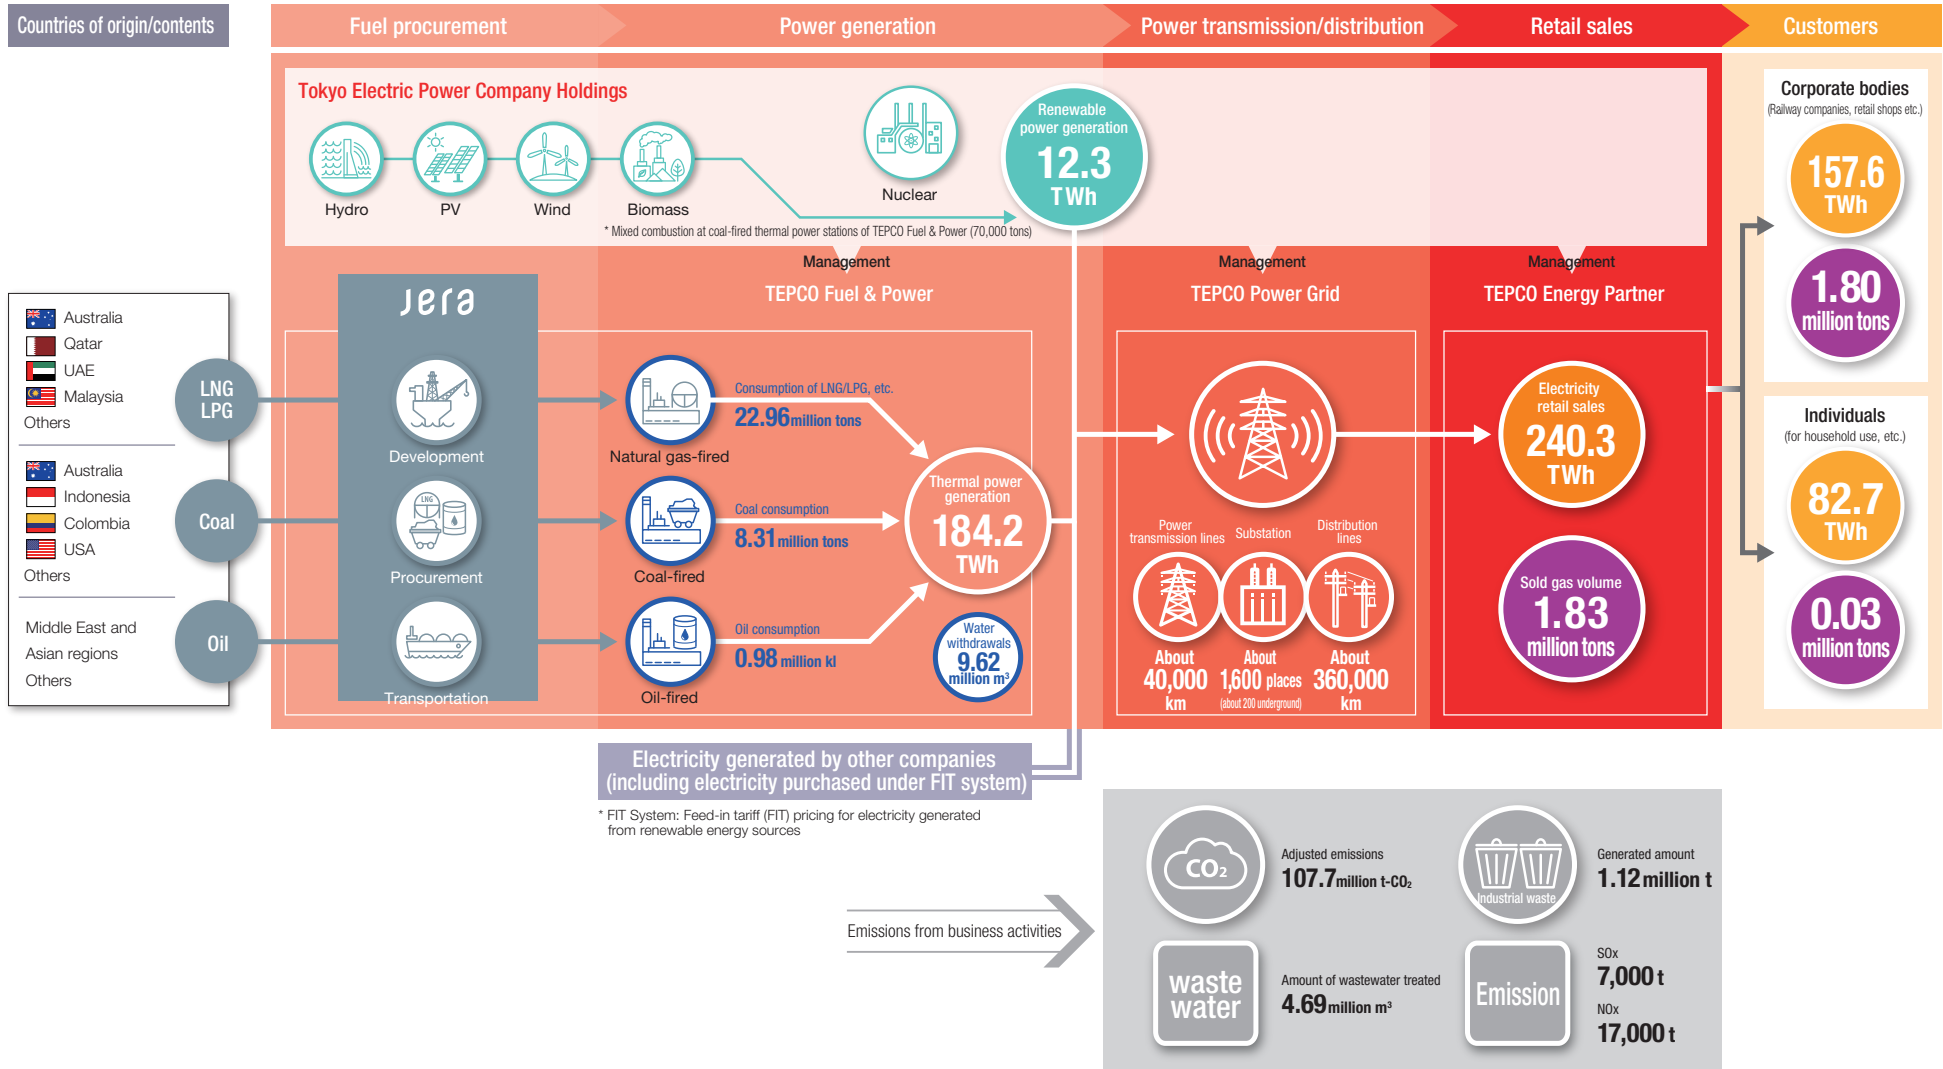 Countries of origin/contents
Fuel procurement
Power generation
Power transmission/distribution
Retail sales
Customers
Tokyo Electric Power Company Holdings
Hydro
PV
Wind
Biomass
Nuclear
Renewable
power generation
12.3
TWh
* Mixed combustion at coal-fired thermal power stations of TEPCO Fuel & Power (70,000 tons)
Management
TEPCO Fuel & Power
Management
TEPCO Power Grid
Management
TEPCO Energy Partner
Australia
Qatar
UAE
Malaysia
Others
LNG
LPG
Australia
Indonesia
Colombia
USA
Others
Coal
Middle East and
Asian regions
Others
Oil
Jera
Development
LNG
Procurement
Transportation
Natural gas-fired
Consumption of LNG/LPG, etc.
22.96 million tons
Coal-fired
Coal consumption
8.31 million tons
Oil-fired
Oil consumption
0.98 million kl
Thermal power
generation
184.2
TWh
Water
withdrawals
9.62
million m³
Power
transmission lines
Substation
Distribution
lines
About
40,000
km
About
1,600 places
(about 200 underground)
About
360,000
km
Electricity
retail sales
240.3
TWh
Sold gas volume
1.83
million tons
Corporate bodies
(Railway companies, retail shops etc.)
157.6
TWh
1.80
million tons
Individuals
(for household use, etc.)
82.7
TWh
0.03
million tons
Electricity generated by other companies
(including electricity purchased under FIT system)
* FIT System: Feed-in tariff (FIT) pricing for electricity generated
from renewable energy sources
Emissions from business activities
CO₂
Adjusted emissions
107.7 million t-CO₂
Industrial waste
Generated amount
1.12 million t
waste
water
Amount of wastewater treated
4.69 million m³
Emission
SOx
7,000 t
NOx
17,000 t